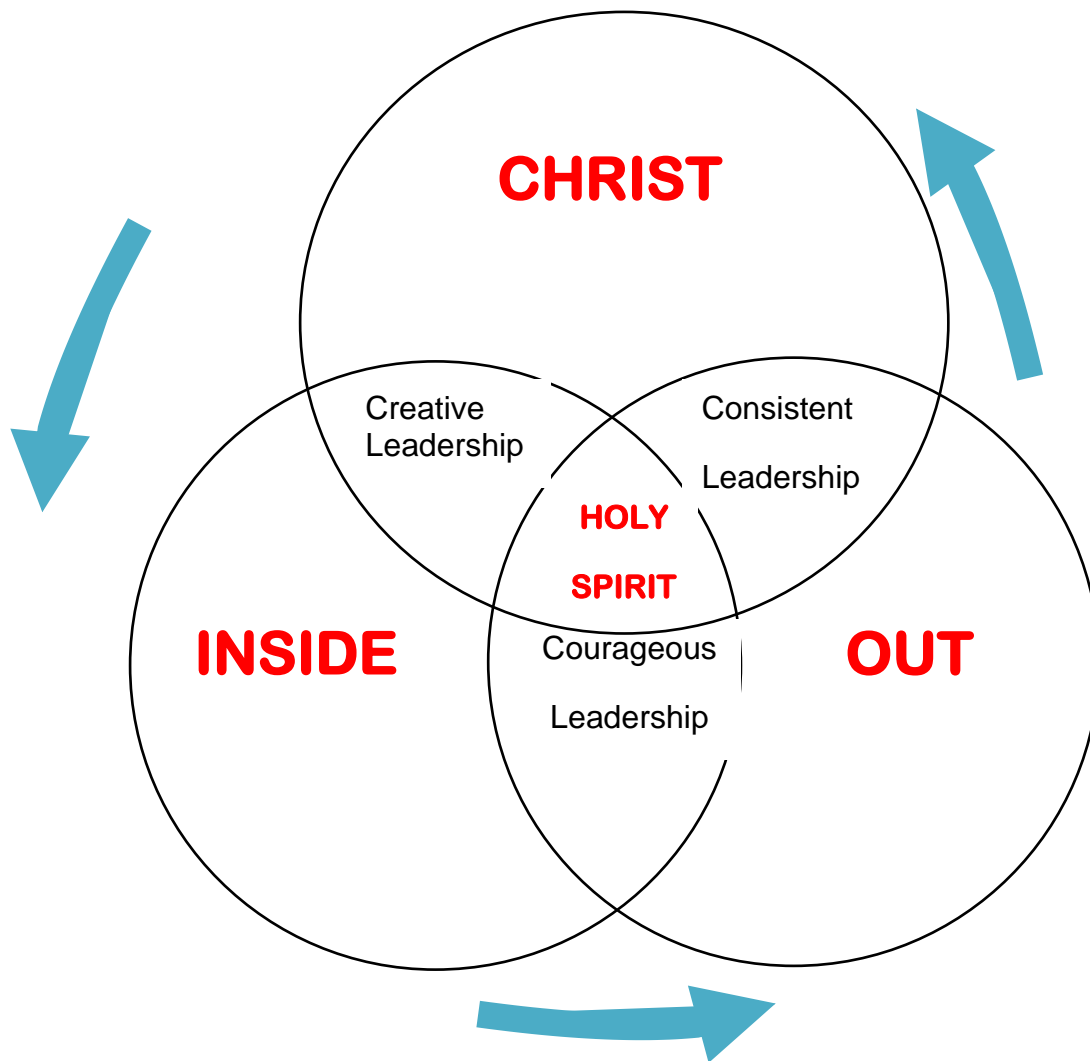 CHRIST
Creative
Leadership
Consistent
Leadership
HOLY
SPIRIT
INSIDE
OUT
Courageous
Leadership